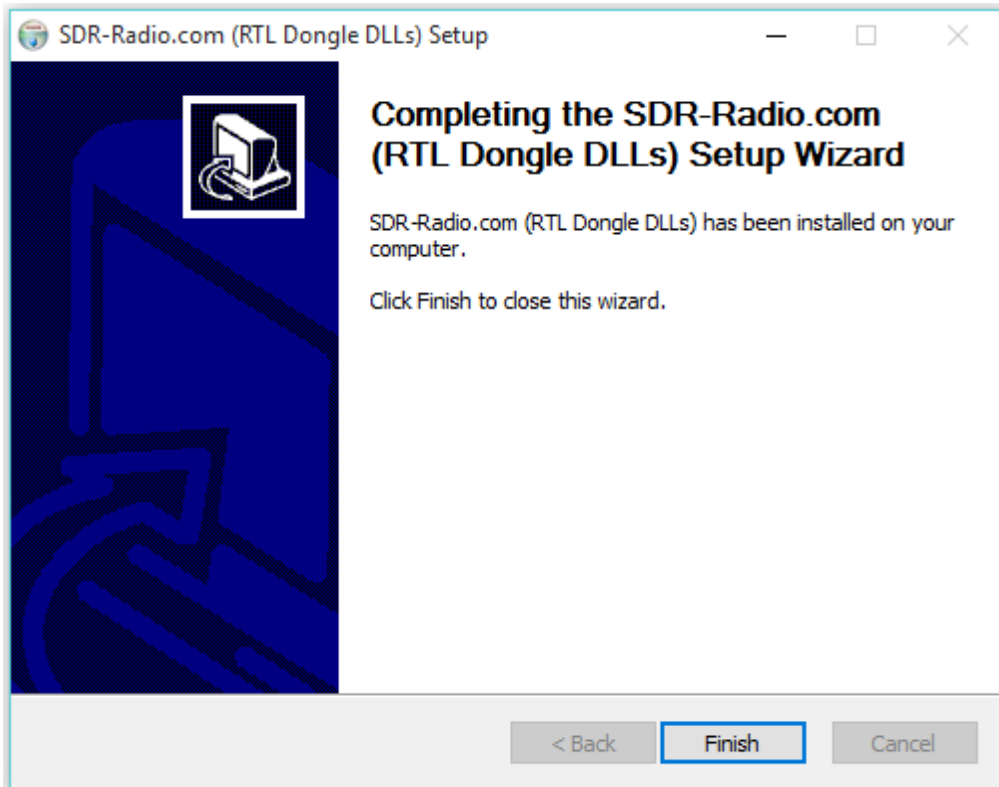 SDR-Radio.com (RTL Dongle DLLs) Setup
Completing the SDR-Radio.com
(RTL Dongle DLLs) Setup Wizard
SDR-Radio.com (RTL Dongle DLLs) has been installed on your
computer.
Click Finish to close this wizard.
< Back
Finish
Cancel